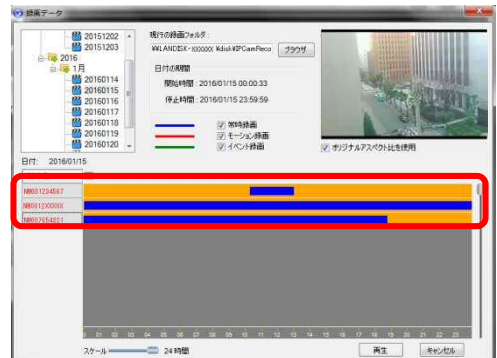 録画データ
20151202
20151203
2016
1月
20160114
20160115
20160116
20160117
20160118
20160119
20160120
現行の録画フォルダ:
¥¥LANDISK-xxxxxx ¥disk¥IPCamReco
ブラウザ
日付の期間
開始時間 : 2016/01/15 00:00:33
停止時間 : 2016/01/15 23:59:59
常時録画
モーション録画
イベント録画
オリジナルアスペクト比を使用
日付: 2016/01/15
0 01 02 03 04 05 06 07 08 09 10 11 12 13 14 15 16 17 18 19 20 21 22 23
スケール
24 時間
再生
キャンセル